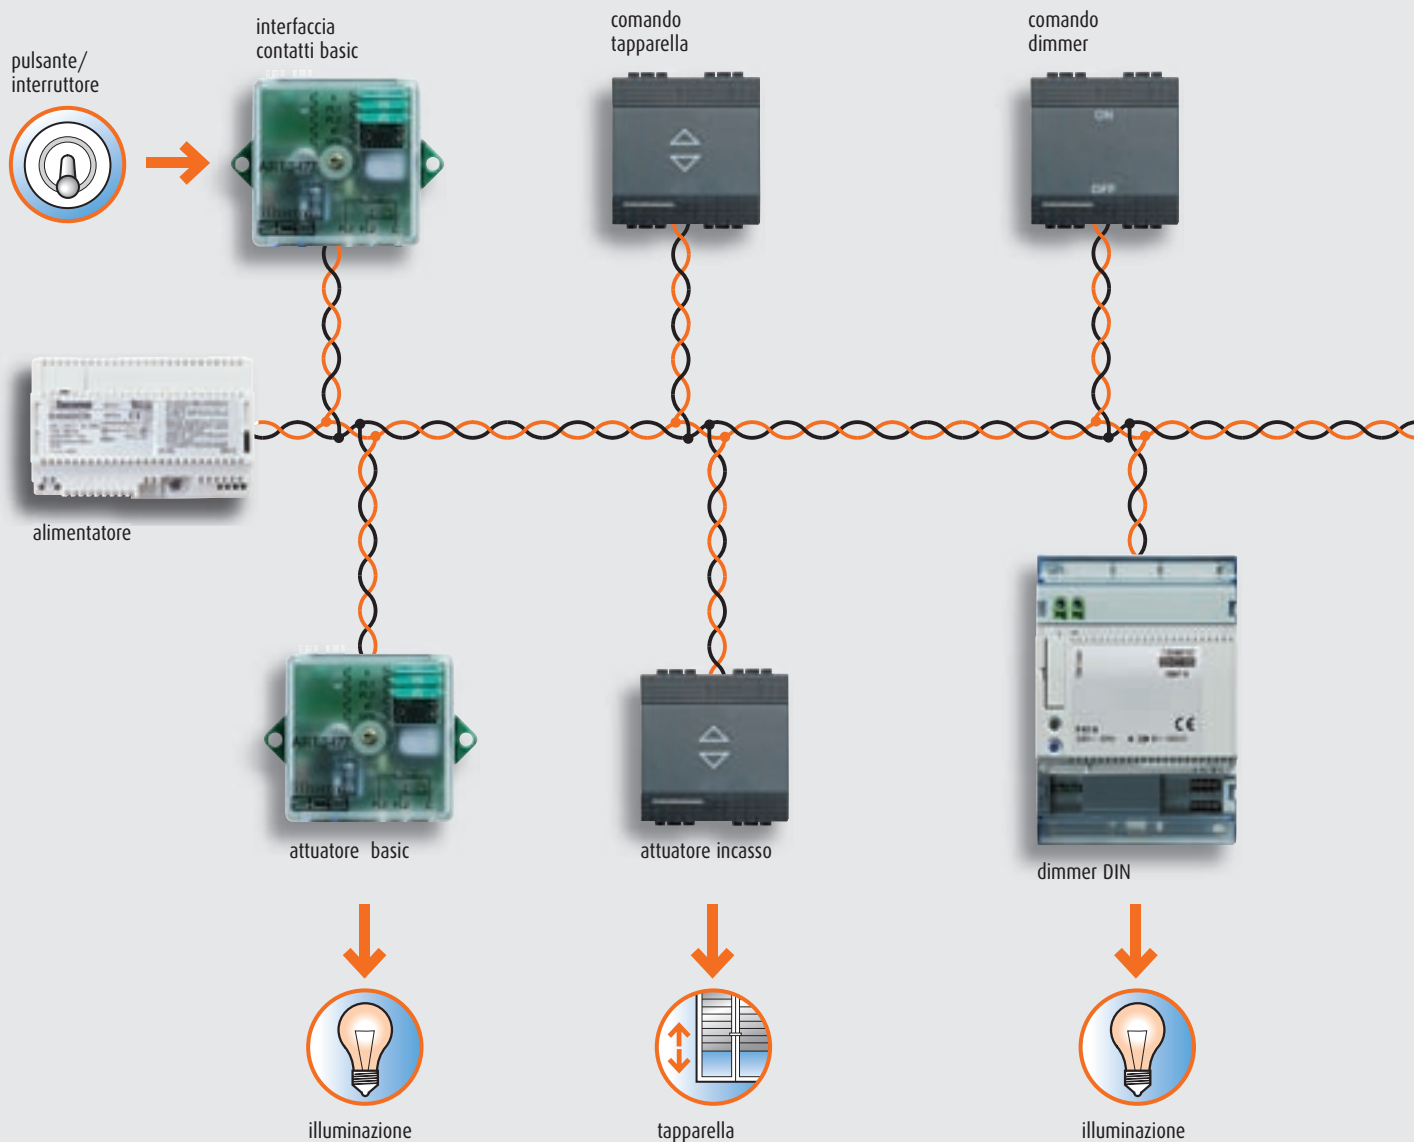 pulsante/
interruttore
interfaccia
contatti basic
comando
tapparella
comando
dimmer
ON
OFF
alimentatore
attuatore  basic
attuatore incasso
CE
dimmer DIN
illuminazione
tapparella
illuminazione